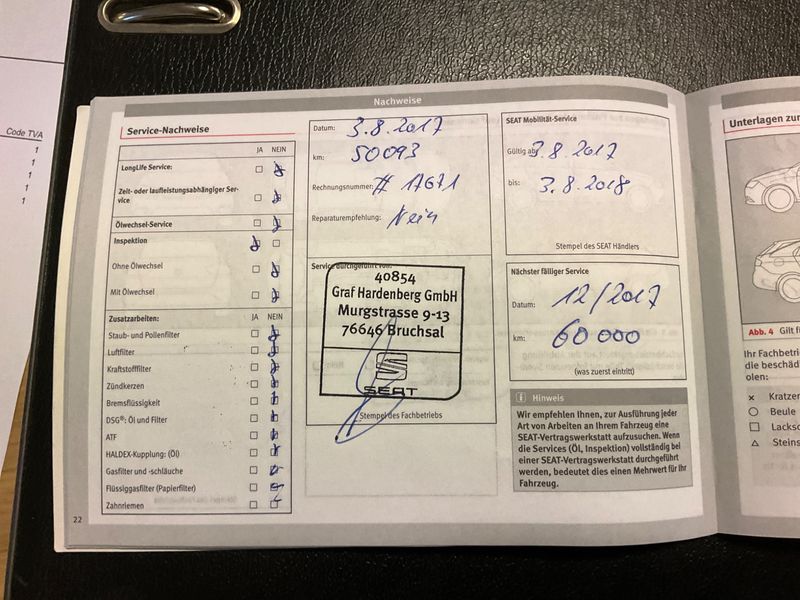 Code TVA
1
1
1
1
1
Nachweise
Service-Nachweise
JA NEIN
LongLife Service:
Zeit- oder laufleistungsabhängiger Ser-
vice
Ölwechsel-Service
Inspektion
Ohne Ölwechsel
Mit Ölwechsel
Zusatzarbeiten: JA NEIN
Staub- und Pollenfilter
Luftfilter
Kraftstofffilter
Zündkerzen
Bremsflüssigkeit
DSG®: Öl und Filter
ATF
HALDEX-Kupplung: (Öl)
Gasfilter und -schläuche
Flüssiggasfilter (Papierfilter)
Zahnriemen
22
Datum: 3.8.2017
km: 50093
Rechnungsnummer: # 17671
Reparaturempfehlung: Nein
Service durchgeführt von:
40854
Graf Hardenberg GmbH
Murgstrasse 9-13
76646 Bruchsal
SEAT
Stempel des Fachbetriebs
SEAT Mobilität-Service
Gültig ab: 3.8.2017
bis: 3.8.2018
Stempel des SEAT Händlers
Nächster fälliger Service
Datum: 12/2017
km: 60000
(was zuerst eintritt)
i Hinweis
Wir empfehlen Ihnen, zur Ausführung jeder
Art von Arbeiten an Ihrem Fahrzeug eine
SEAT-Vertragswerkstatt aufzusuchen. Wenn
die Services (Öl, Inspektion) vollständig bei
einer SEAT-Vertragswerkstatt durchgeführt
werden, bedeutet dies einen Mehrwert für Ihr
Fahrzeug.
Unterlagen zur
Abb. 4 Gilt f
Ihr Fachbetrie
die beschäd
olen:
Kratzer
Beule
Lacksc
Steins